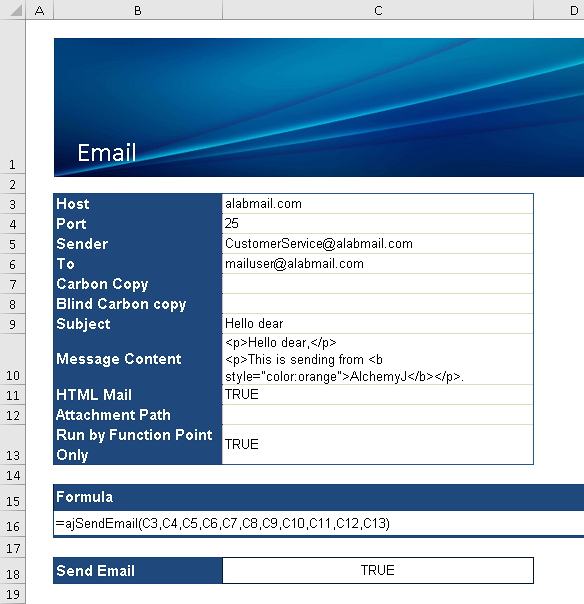 A B C D
1 Email
2
3 Host alabmail.com
4 Port 25
5 Sender CustomerService@alabmail.com
6 To mailuser@alabmail.com
7 Carbon Copy
8 Blind Carbon copy
9 Subject Hello dear
<p>Hello dear,</p>
Message Content <p>This is sending from <b
10 style="color:orange">AlchemyJ</b></p>.
11 HTML Mail TRUE
12 Attachment Path
Run by Function Point TRUE
13 Only
14
15 Formula
16 =ajSendEmail(C3,C4,C5,C6,C7,C8,C9,C10,C11,C12,C13)
17
18 Send Email TRUE
19